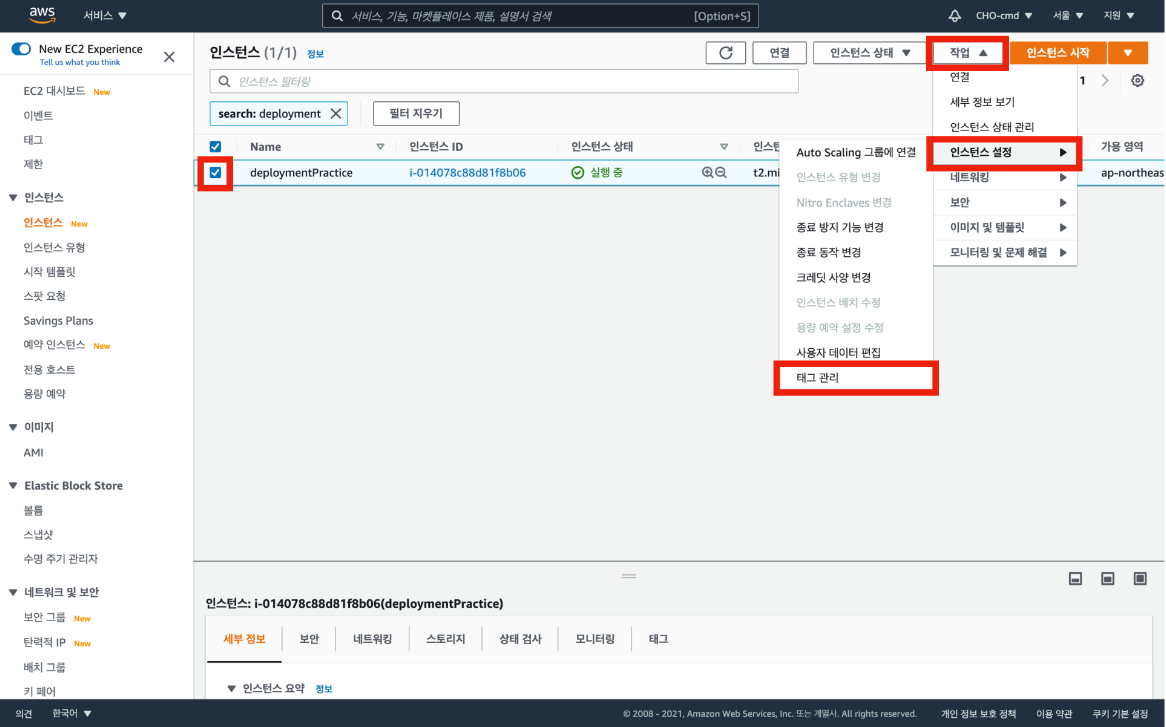 aws
서비스 ▼
서비스, 기능, 마켓플레이스 제품, 설명서 검색
[Option+S]
CHO-cmd ▼
서울 ▼
지원 ▼
New EC2 Experience
Tell us what you think
EC2 대시보드 New
이벤트
태그
제한
▼ 인스턴스
인스턴스 New
인스턴스 유형
시작 템플릿
스팟 요청
Savings Plans
예약 인스턴스 New
전용 호스트
용량 예약
▼ 이미지
AMI
▼ Elastic Block Store
볼륨
스냅샷
수명 주기 관리자
▼ 네트워크 및 보안
보안 그룹 New
탄력적 IP New
배치 그룹
키 페어
인스턴스 (1/1) 정보
연결
인스턴스 상태 ▼
작업 ▲
인스턴스 시작 ▼
인스턴스 필터링
1
search: deployment
필터 지우기
Name
인스턴스 ID
인스턴스 상태
인스턴
가용 영역
deploymentPractice
i-014078c88d81f8b06
실행 중
t2.mi
ap-northeas
연결
세부 정보 보기
인스턴스 상태 관리
인스턴스 설정 ▶
네트워킹 ▶
보안 ▶
이미지 및 템플릿 ▶
모니터링 및 문제 해결 ▶
Auto Scaling 그룹에 연결
인스턴스 유형 변경
Nitro Enclaves 변경
종료 방지 기능 변경
종료 동작 변경
크레딧 사양 변경
인스턴스 배치 수정
용량 예약 설정 수정
사용자 데이터 편집
태그 관리
인스턴스: i-014078c88d81f8b06(deploymentPractice)
세부 정보
보안
네트워킹
스토리지
상태 검사
모니터링
태그
▼ 인스턴스 요약 정보
의견
한국어 ▼
© 2008 - 2021, Amazon Web Services, Inc. 또는 계열사. All rights reserved.
개인 정보 보호 정책
이용 약관
쿠키 기본 설정